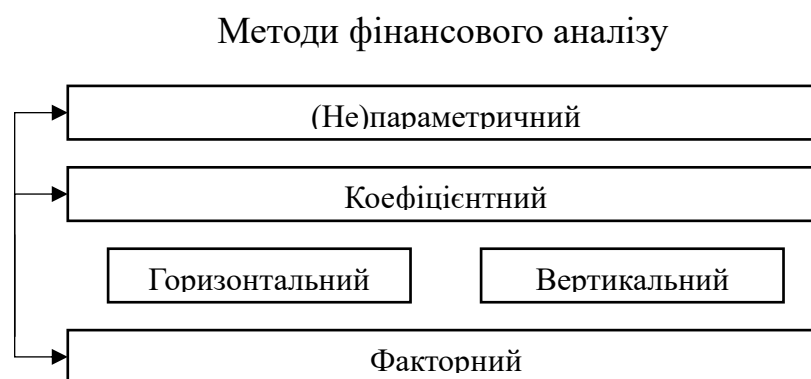 Методи фінансового аналізу
(Не)параметричний
Коефіцієнтний
Горизонтальний
Вертикальний
Факторний